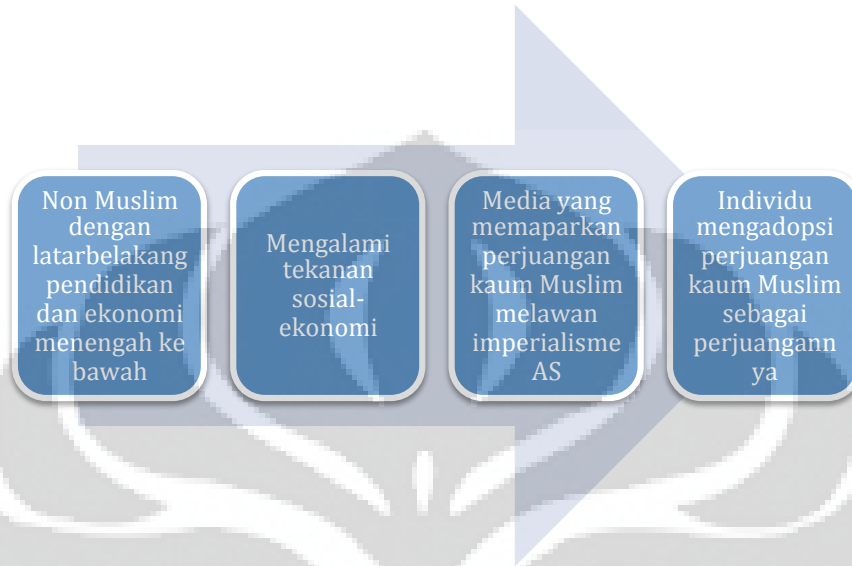 Non Muslim
dengan
latarbelakang
pendidikan
dan ekonomi
menengah ke
bawah
Mengalami
tekanan
sosial-
ekonomi
Media yang
memaparkan
perjuangan
kaum Muslim
melawan
imperialisme
AS
Individu
mengadopsi
perjuangan
kaum Muslim
sebagai
perjuangann
ya